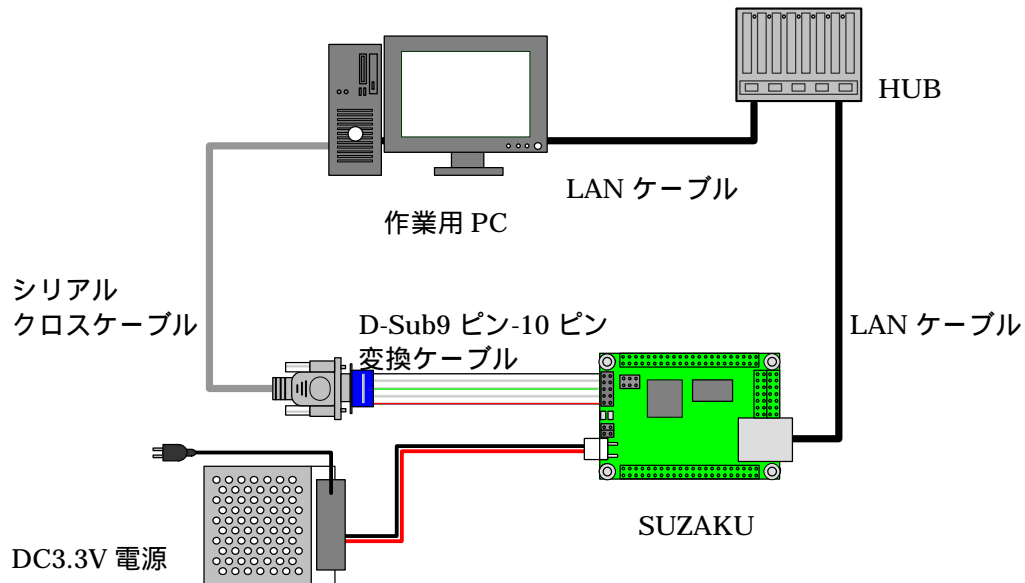 HUB
LAN ケーブル
作業用 PC
シリアル
クロスケーブル
D-Sub9 ピン-10 ピン
変換ケーブル
LAN ケーブル
SUZAKU
DC3.3V 電源